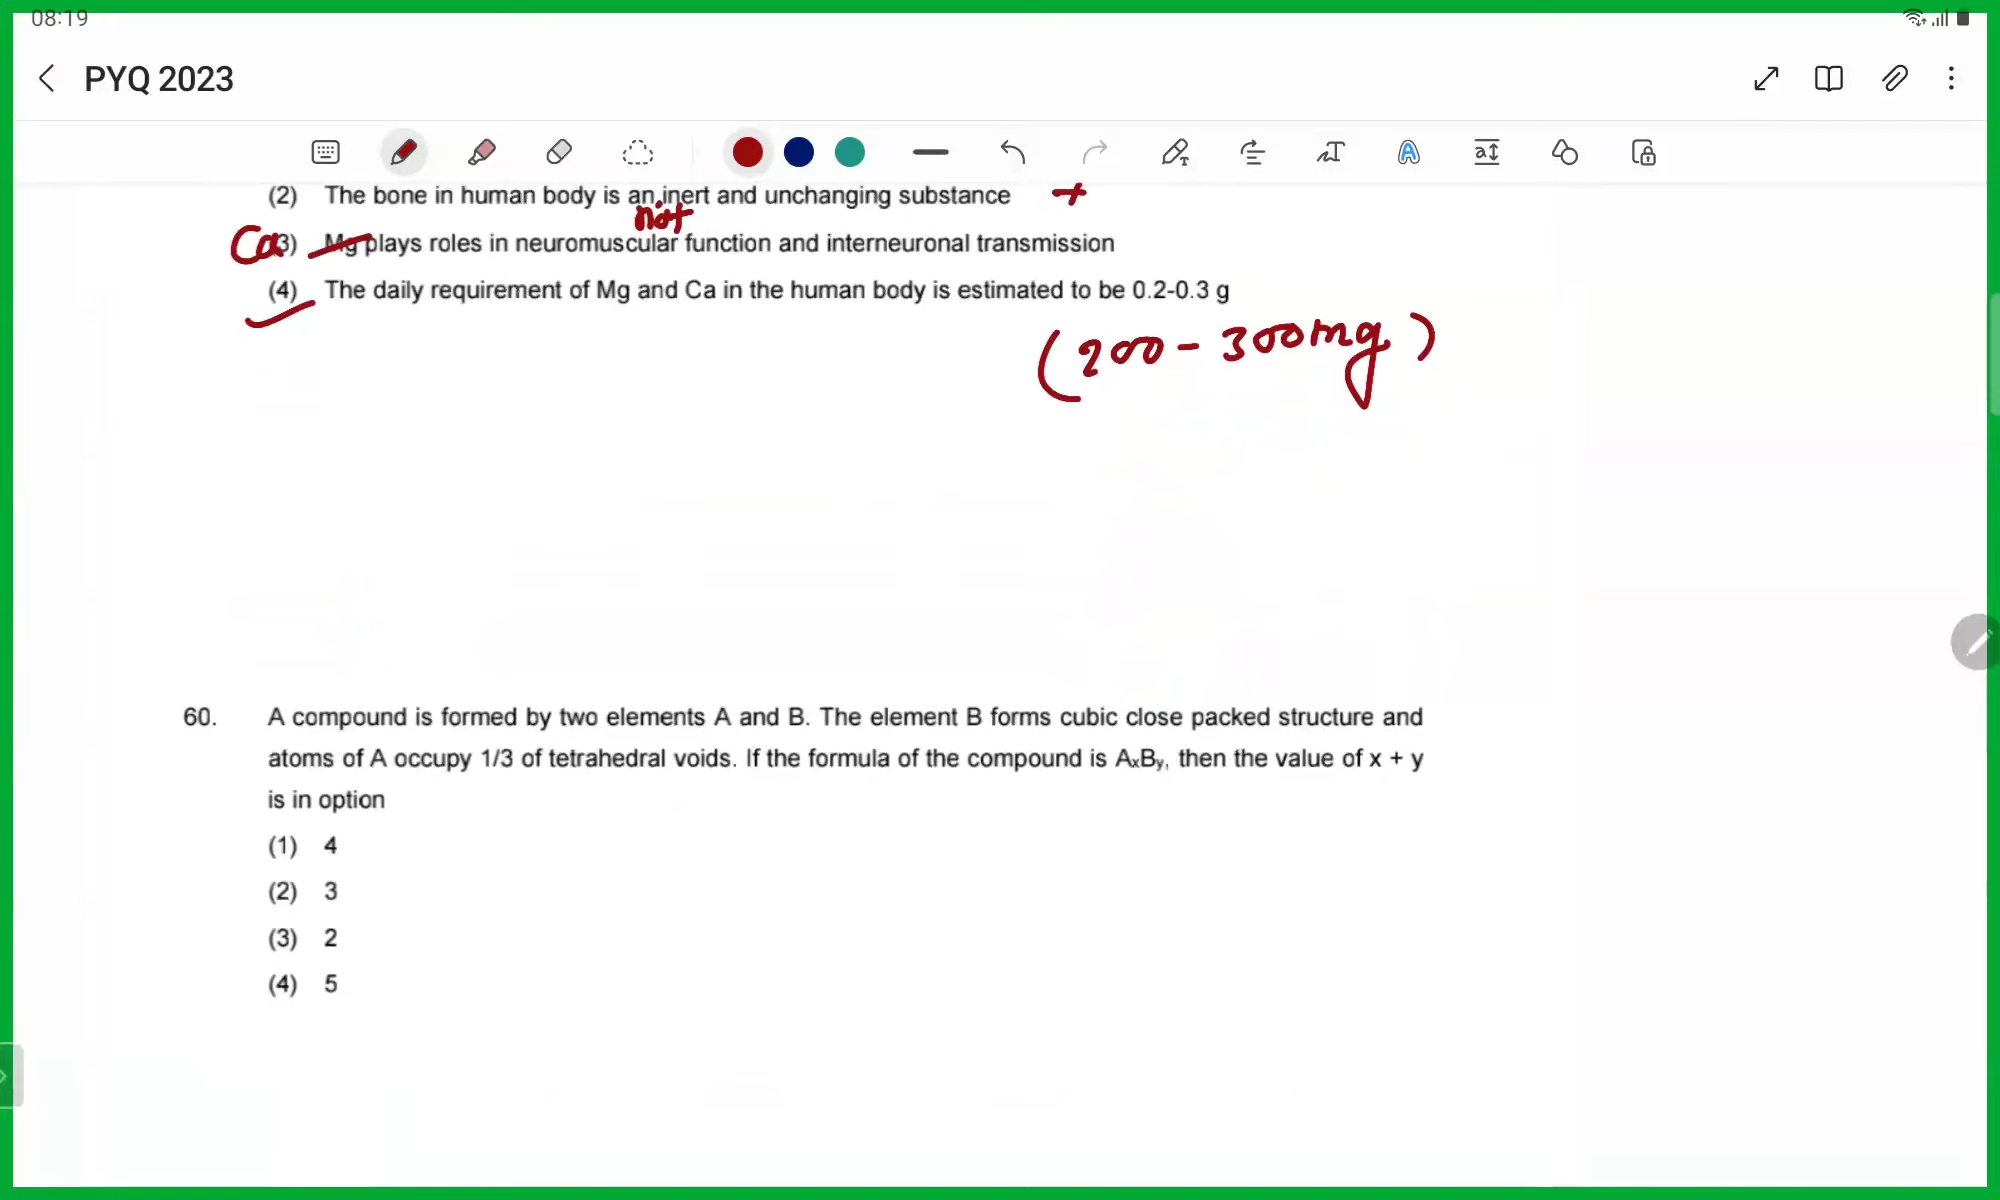 08:19
PYQ 2023
(2) The bone in human body is an inert and unchanging substance +
not
Ca (3) Mg plays roles in neuromuscular function and interneuronal transmission
(4) The daily requirement of Mg and Ca in the human body is estimated to be 0.2-0.3 g
(200 - 300mg)
60. A compound is formed by two elements A and B. The element B forms cubic close packed structure and
atoms of A occupy 1/3 of tetrahedral voids. If the formula of the compound is AₓBᵧ, then the value of x + y
is in option
(1) 4
(2) 3
(3) 2
(4) 5